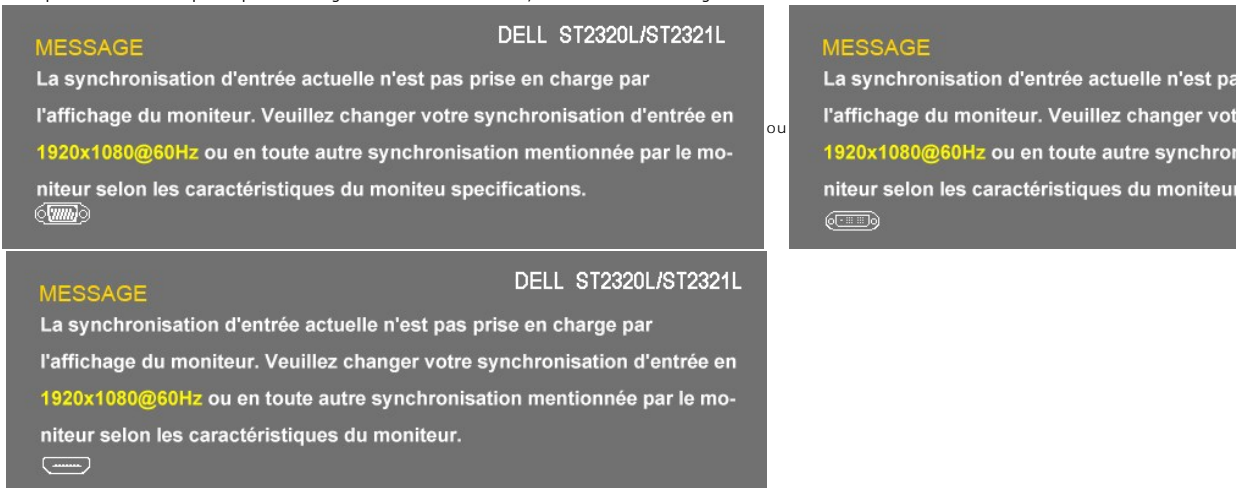 DELL ST2320L/ST2321L
MESSAGE
La synchronisation d'entrée actuelle n'est pas prise en charge par
l'affichage du moniteur. Veuillez changer votre synchronisation d'entrée en
1920x1080@60Hz ou en toute autre synchronisation mentionnée par le mo-
niteur selon les caractéristiques du moniteu specifications.
ou
MESSAGE
La synchronisation d'entrée actuelle n'est pa
l'affichage du moniteur. Veuillez changer vot
1920x1080@60Hz ou en toute autre synchron
niteur selon les caractéristiques du moniteur
DELL ST2320L/ST2321L
MESSAGE
La synchronisation d'entrée actuelle n'est pas prise en charge par
l'affichage du moniteur. Veuillez changer votre synchronisation d'entrée en
1920x1080@60Hz ou en toute autre synchronisation mentionnée par le mo-
niteur selon les caractéristiques du moniteur.